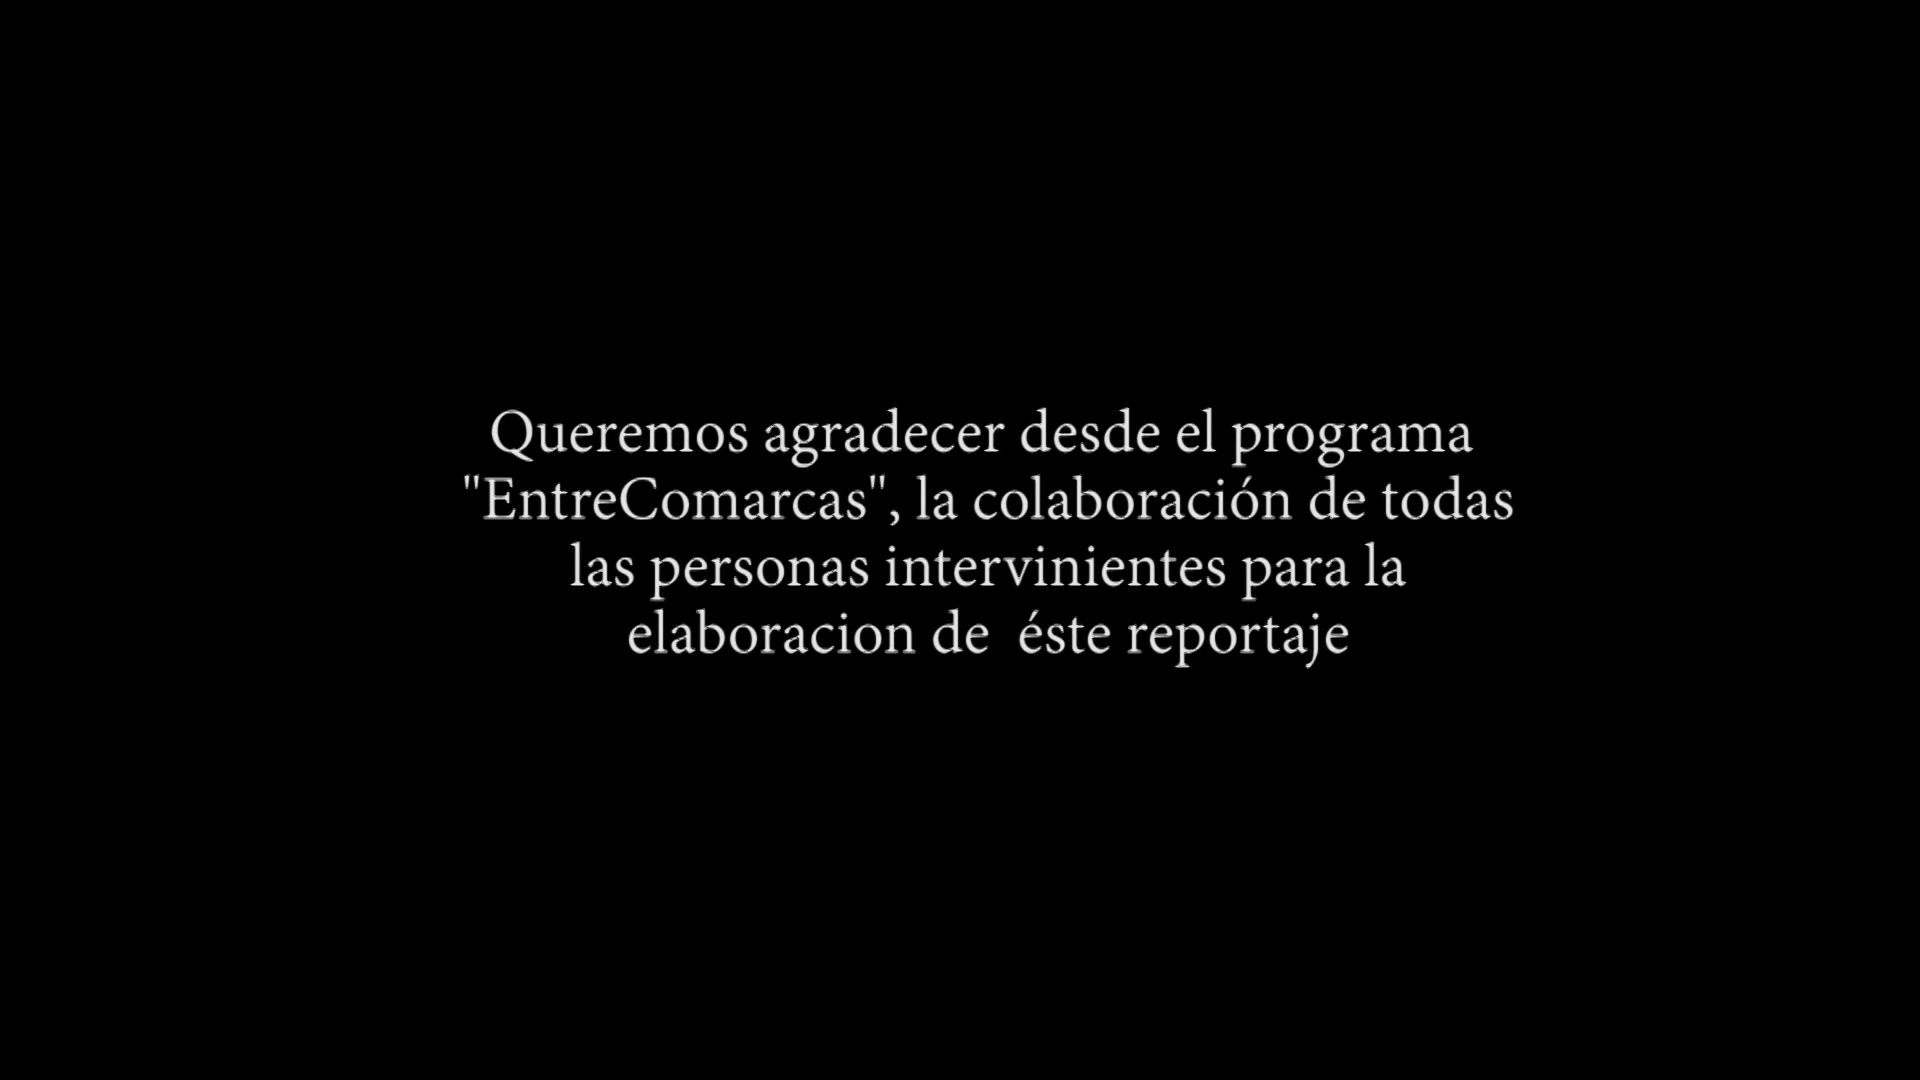 Queremos agradecer desde el programa
"EntreComarcas", la colaboración de todas
las personas intervinientes para la
elaboracion de  éste reportaje